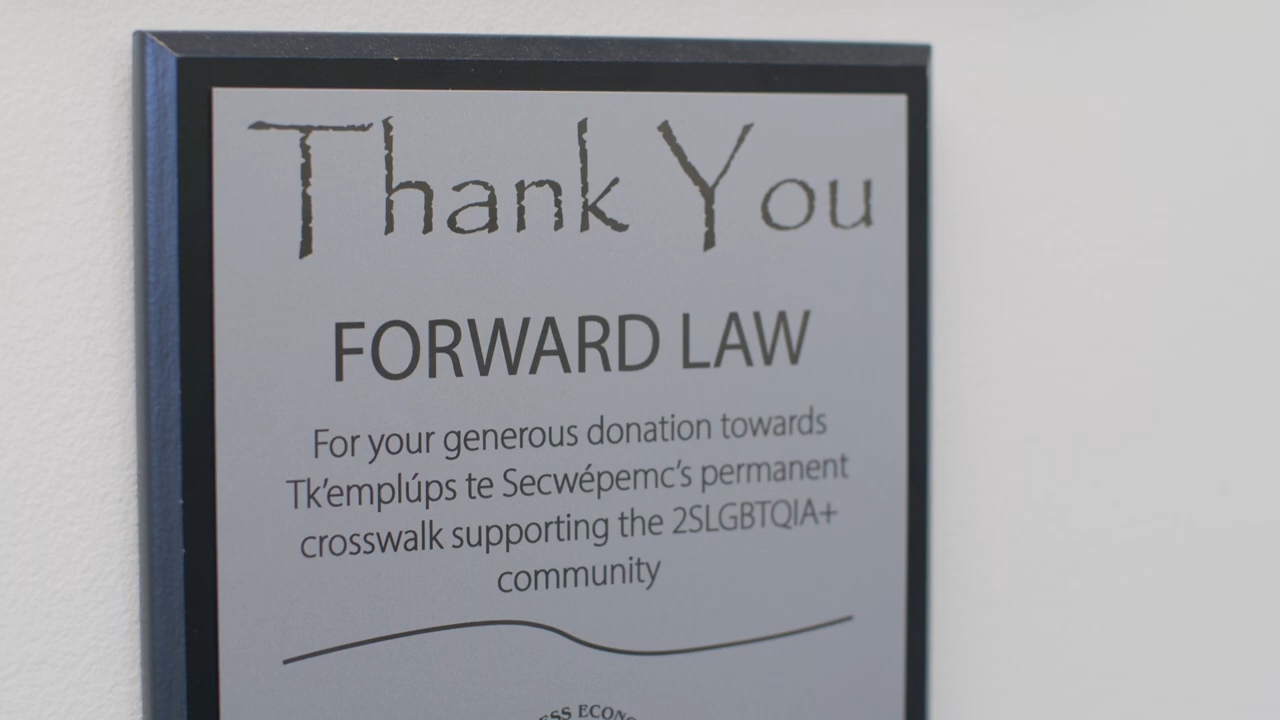 Thank You
FORWARD LAW
For your generous donation towards
Tk’emplúps te Secwépemc’s permanent
crosswalk supporting the 2SLGBTQIA+
community